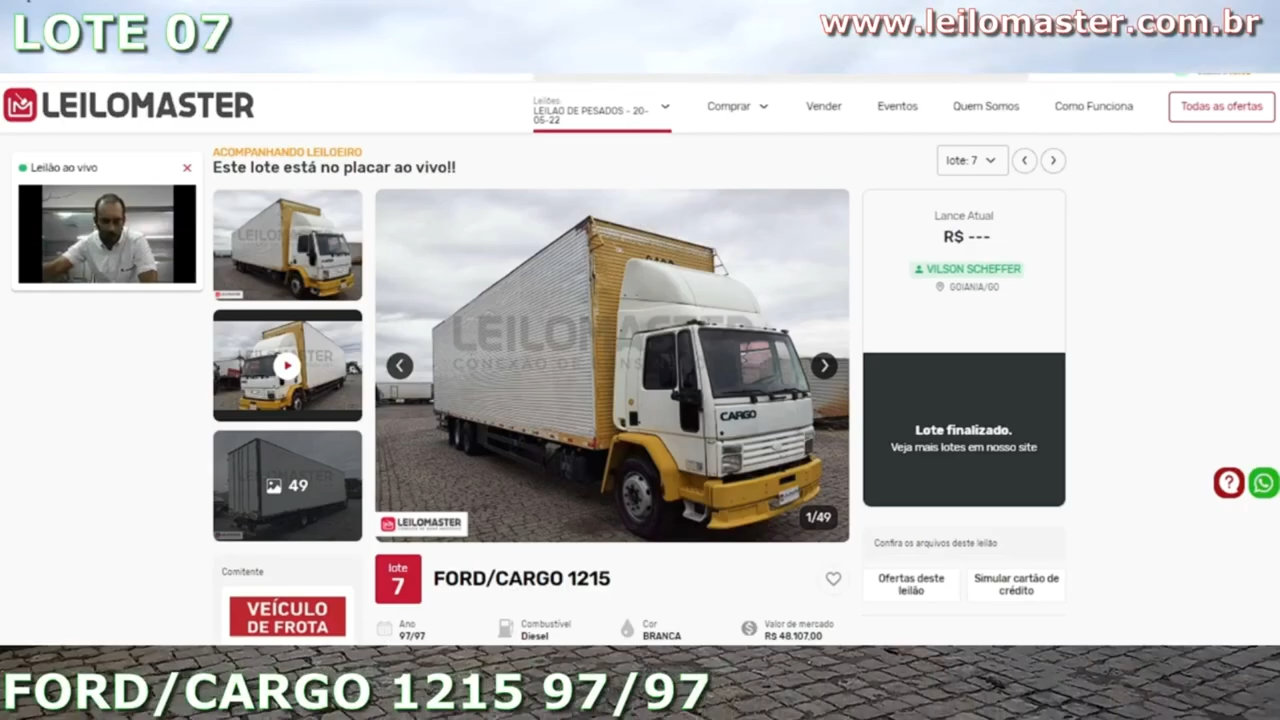 LOTE 07
www.leilomaster.com.br
LEILOMASTER
Leilões:
LEILAO DE PESADOS - 20-
05-22
Comprar
Vender
Eventos
Quem Somos
Como Funciona
Todas as ofertas
Leilão ao vivo
ACOMPANHANDO LEILOEIRO
Este lote está no placar ao vivo!!
lote: 7
Lance Atual
R$ ---
VILSON SCHEFFER
GOIANIA/GO
Lote finalizado.
Veja mais lotes em nosso site
49
LEILOMASTER
CARGO
LEILOMASTER
1/49
Confira os arquivos deste leilão
Ofertas deste
leilão
Simular cartão de
crédito
Comitente
VEÍCULO
DE FROTA
lote
7
FORD/CARGO 1215
Ano
97/97
Combustível
Diesel
Cor
BRANCA
Valor de mercado
R$ 48.107,00
FORD/CARGO 1215 97/97